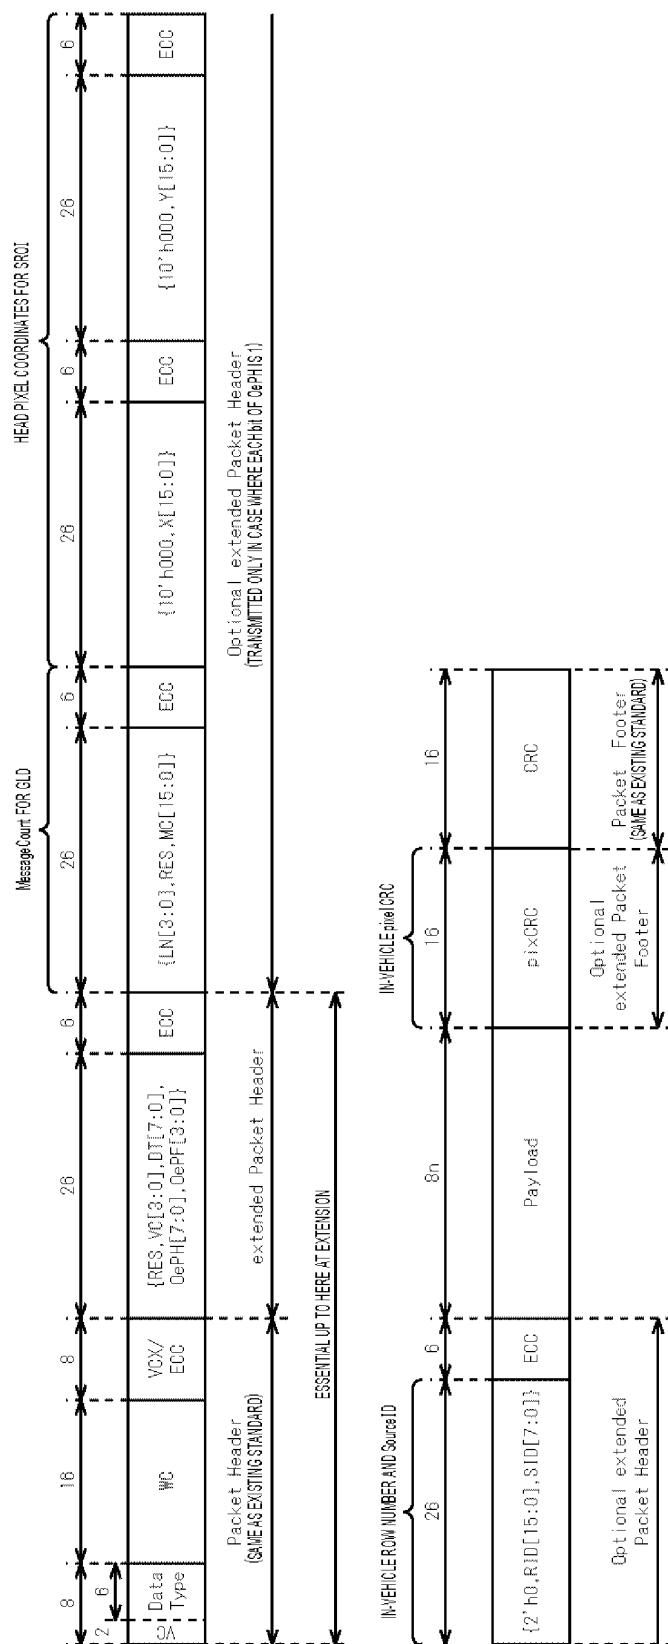 MessageCount FOR GLD
HEAD PIXEL COORDINATES FOR SROI
8
16
8
26
6
26
6
26
6
26
6
2
6
VC
Data
Type
WC
VCX/
ECC
{RES,VC[3:0],DT[7:0],
OePH[7:0],OePF[3:0]}
ECC
{LN[3:0],RES,MC[15:0]}
ECC
{10'h000,X[15:0]}
ECC
{10'h000,Y[15:0]}
ECC
Packet Header
(SAME AS EXISTING STANDARD)
extended Packet Header
Optional extended Packet Header
(TRANSMITTED ONLY IN CASE WHERE EACH bit OF OePH IS 1)
ESSENTIAL UP TO HERE AT EXTENSION
IN-VEHICLE ROW NUMBER AND Source ID
IN-VEHICLE pixel CRC
26
6
8n
16
16
{2'h0,RID[15:0],SID[7:0]}
ECC
Payload
pixCRC
CRC
Optional extended
Packet Header
Optional
extended Packet
Footer
Packet Footer
(SAME AS EXISTING STANDARD)